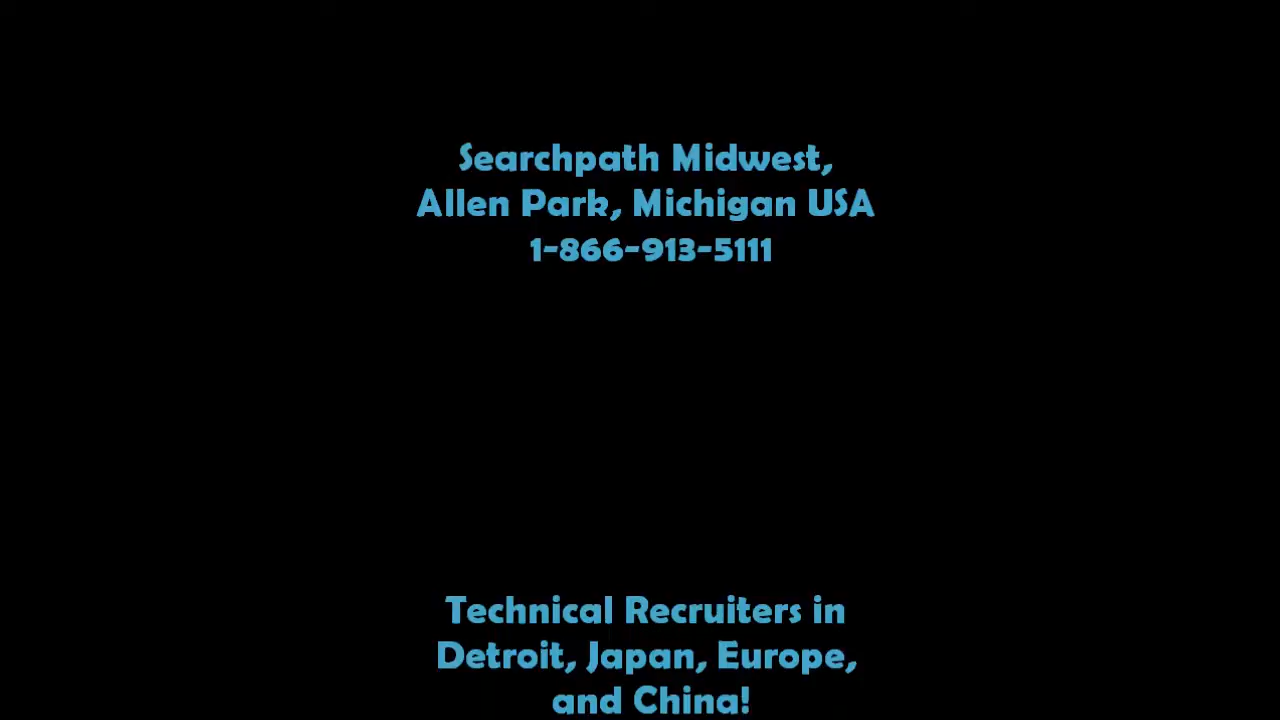 Searchpath Midwest,
Allen Park, Michigan USA
1-866-913-5111
Technical Recruiters in
Detroit, Japan, Europe,
and China!